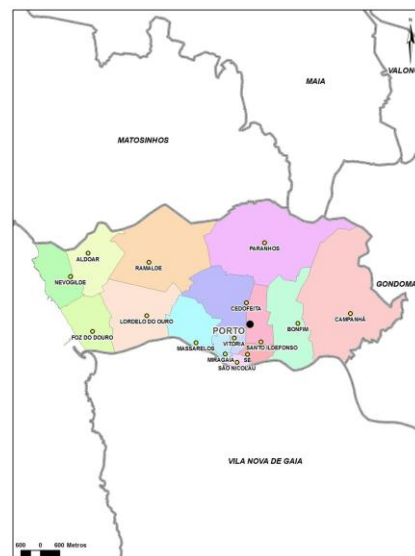 N
VALONGO
MAIA
MATOSINHOS
PARANHOS
ALDOAR
RAMALDE
NEVOGILDE
GONDOMA
CEDOFEITA
CAMPANHÃ
LORDELO DO OURO
PORTO
BONFIM
FOZ DO DOURO
VITÓRIA
MASSARELOS
SANTO ILDEFONSO
MIRAGAIA
SÉ
SÃO NICOLAU
VILA NOVA DE GAIA
600 0 600 Metros